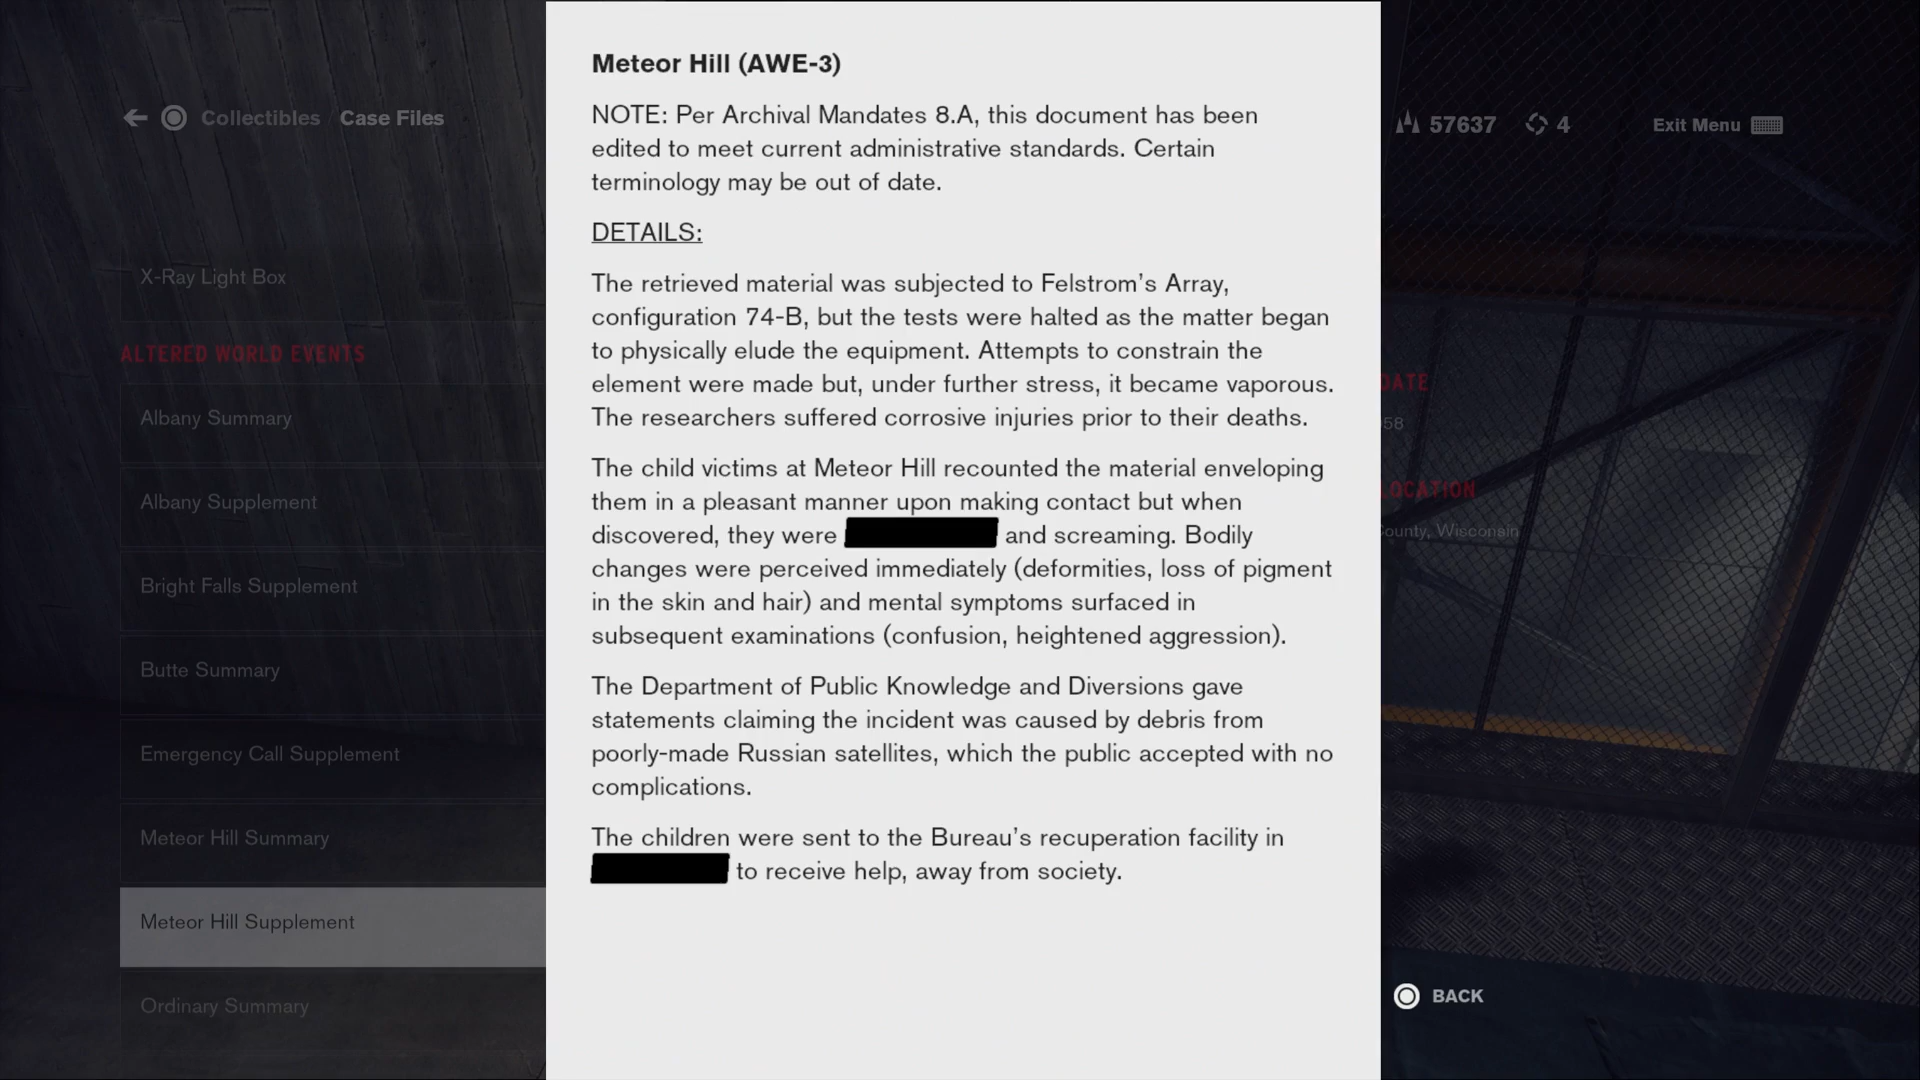 Collectibles / Case Files
57637
4
Exit Menu
X-Ray Light Box
ALTERED WORLD EVENTS
Albany Summary
Albany Supplement
Bright Falls Supplement
Butte Summary
Emergency Call Supplement
Meteor Hill Summary
Meteor Hill Supplement
Ordinary Summary
Meteor Hill (AWE-3)
NOTE: Per Archival Mandates 8.A, this document has been
edited to meet current administrative standards. Certain
terminology may be out of date.
DETAILS:
The retrieved material was subjected to Felstrom's Array,
configuration 74-B, but the tests were halted as the matter began
to physically elude the equipment. Attempts to constrain the
element were made but, under further stress, it became vaporous.
The researchers suffered corrosive injuries prior to their deaths.
The child victims at Meteor Hill recounted the material enveloping
them in a pleasant manner upon making contact but when
discovered, they were and screaming. Bodily
changes were perceived immediately (deformities, loss of pigment
in the skin and hair) and mental symptoms surfaced in
subsequent examinations (confusion, heightened aggression).
The Department of Public Knowledge and Diversions gave
statements claiming the incident was caused by debris from
poorly-made Russian satellites, which the public accepted with no
complications.
The children were sent to the Bureau's recuperation facility in
to receive help, away from society.
DATE
58
LOCATION
County, Wisconsin
BACK